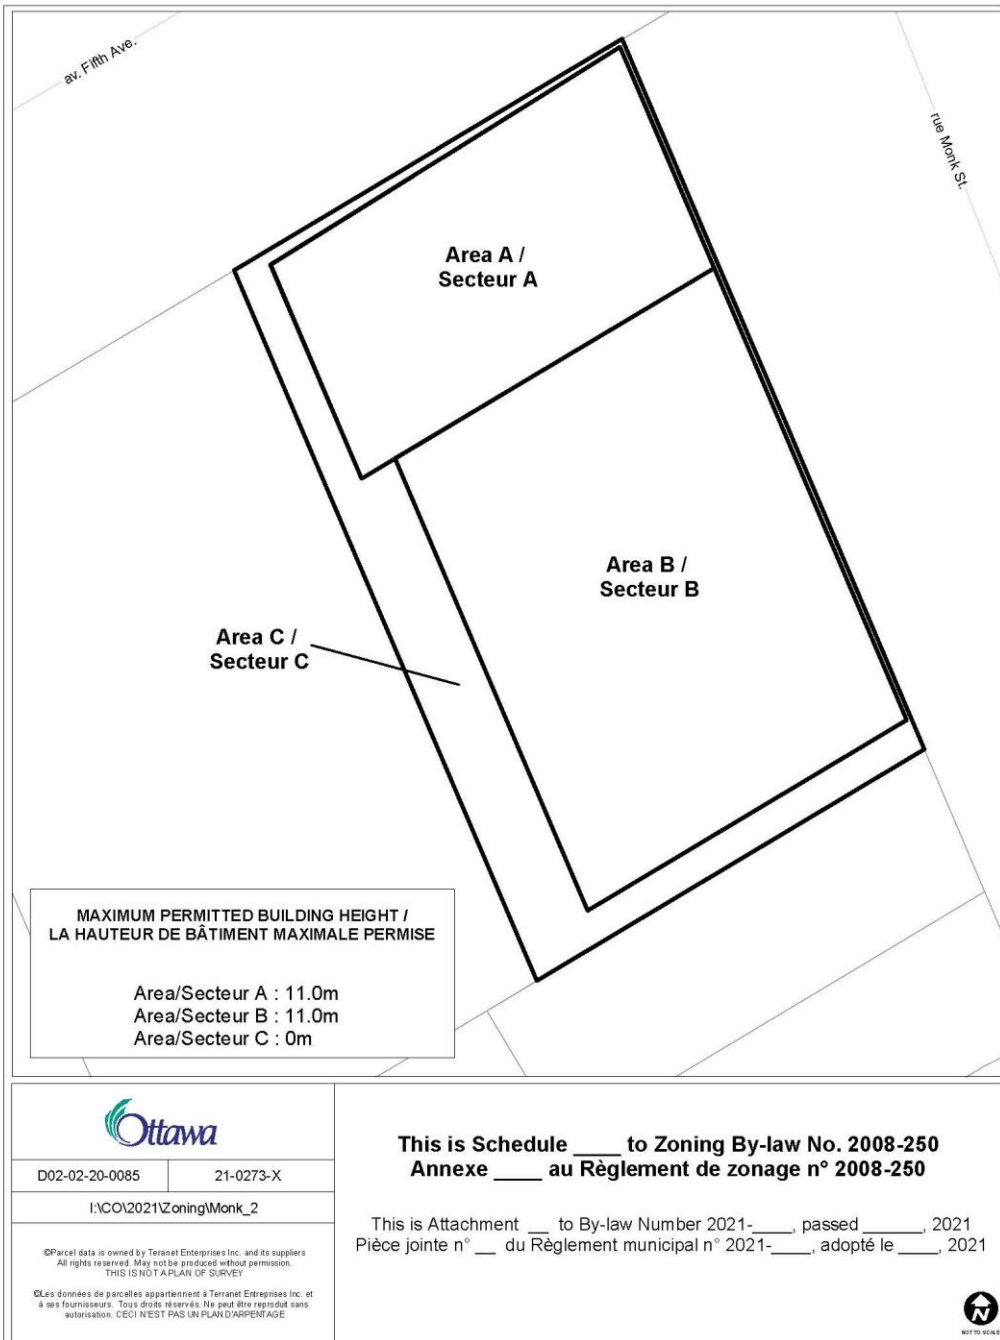 av. Fifth Ave.
rue Monk St.
Area A /
Secteur A
Area B /
Secteur B
Area C /
Secteur C
MAXIMUM PERMITTED BUILDING HEIGHT /
LA HAUTEUR DE BÂTIMENT MAXIMALE PERMISE
Area/Secteur A : 11.0m
Area/Secteur B : 11.0m
Area/Secteur C : 0m
Ottawa
D02-02-20-0085
21-0273-X
I:\CO\2021\Zoning\Monk_2
©Parcel data is owned by Teranet Enterprises Inc. and its suppliers
All rights reserved. May not be produced without permission.
THIS IS NOT A PLAN OF SURVEY
©Les données de parcelles appartiennent à Terranet Entreprises Inc. et
à ses fournisseurs. Tous droits réservés. Ne peut être reproduit sans
autorisation. CECI N'EST PAS UN PLAN D'ARPENTAGE
This is Schedule ____ to Zoning By-law No. 2008-250
Annexe ____ au Règlement de zonage n° 2008-250
This is Attachment __ to By-law Number 2021-____, passed ______, 2021
Pièce jointe n° __ du Règlement municipal n° 2021-____, adopté le ____, 2021
N
NOT TO SCALE